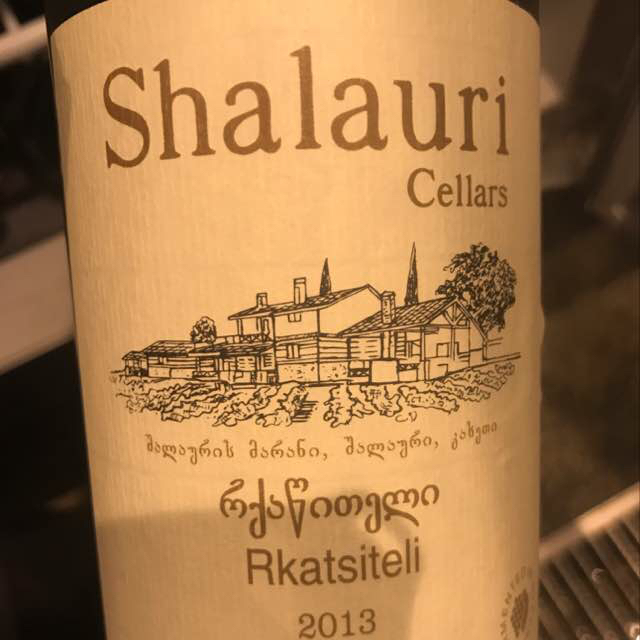 Shalauri
Cellars
შალაურის მარანი, შალაური, კახეთი
რქაწითელი
Rkatsiteli
2013